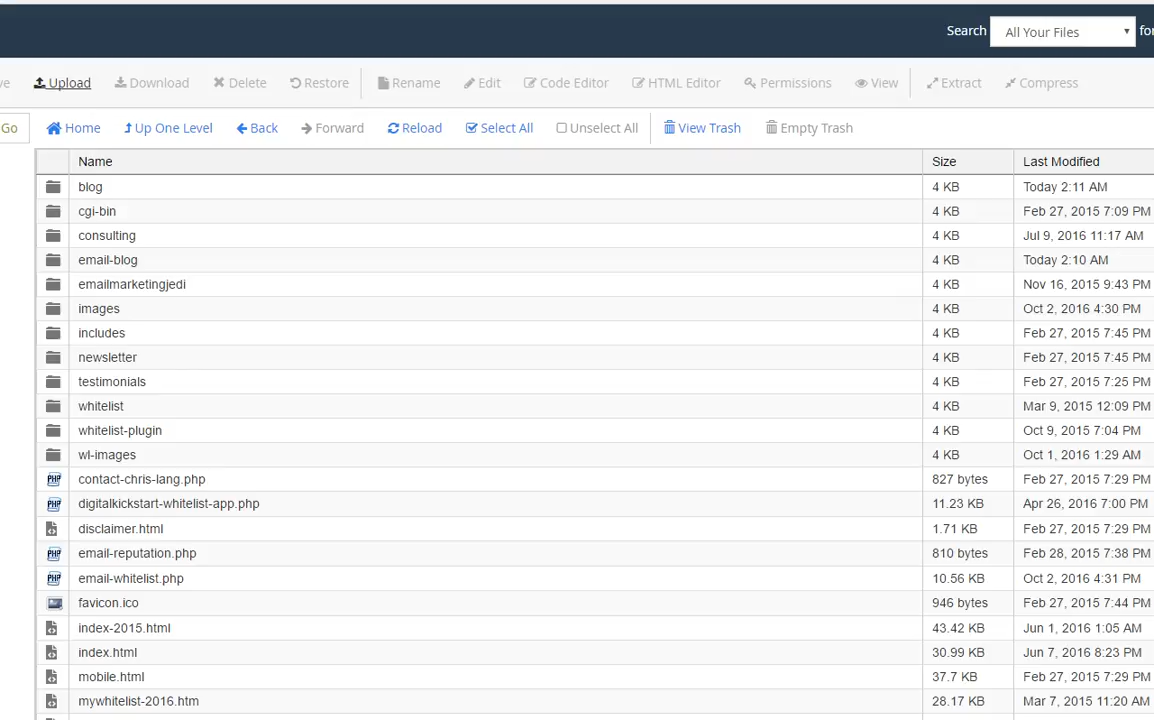 Search All Your Files for
ve Upload Download Delete Restore Rename Edit Code Editor HTML Editor Permissions View Extract Compress
Go Home Up One Level Back Forward Reload Select All Unselect All View Trash Empty Trash
Name Size Last Modified
blog 4 KB Today 2:11 AM
cgi-bin 4 KB Feb 27, 2015 7:09 PM
consulting 4 KB Jul 9, 2016 11:17 AM
email-blog 4 KB Today 2:10 AM
emailmarketingjedi 4 KB Nov 16, 2015 9:43 PM
images 4 KB Oct 2, 2016 4:30 PM
includes 4 KB Feb 27, 2015 7:45 PM
newsletter 4 KB Feb 27, 2015 7:45 PM
testimonials 4 KB Feb 27, 2015 7:25 PM
whitelist 4 KB Mar 9, 2015 12:09 PM
whitelist-plugin 4 KB Oct 9, 2015 7:04 PM
wl-images 4 KB Oct 1, 2016 1:29 AM
PHP contact-chris-lang.php 827 bytes Feb 27, 2015 7:29 PM
PHP digitalkickstart-whitelist-app.php 11.23 KB Apr 26, 2016 7:00 PM
disclaimer.html 1.71 KB Feb 27, 2015 7:29 PM
PHP email-reputation.php 810 bytes Feb 28, 2015 7:38 PM
PHP email-whitelist.php 10.56 KB Oct 2, 2016 4:31 PM
favicon.ico 946 bytes Feb 27, 2015 7:44 PM
index-2015.html 43.42 KB Jun 1, 2016 1:05 AM
index.html 30.99 KB Jun 7, 2016 8:23 PM
mobile.html 37.7 KB Feb 27, 2015 7:29 PM
mywhitelist-2016.htm 28.17 KB Mar 7, 2015 11:20 AM